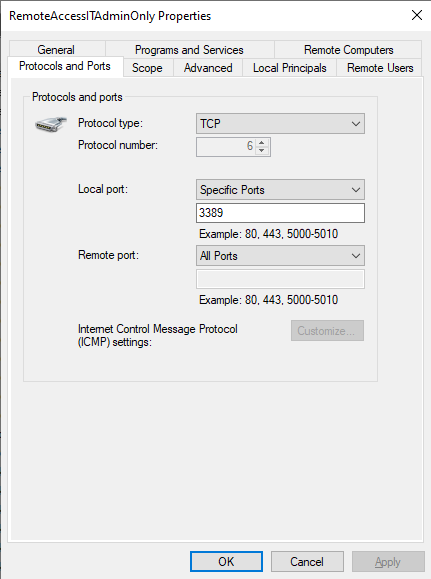 RemoteAccessITAdminOnly Properties
General
Programs and Services
Remote Computers
Protocols and Ports
Scope
Advanced
Local Principals
Remote Users
Protocols and ports
Protocol type:
TCP
Protocol number:
6
Local port:
Specific Ports
3389
Example: 80, 443, 5000-5010
Remote port:
All Ports
Example: 80, 443, 5000-5010
Internet Control Message Protocol
(ICMP) settings:
Customize...
OK
Cancel
Apply